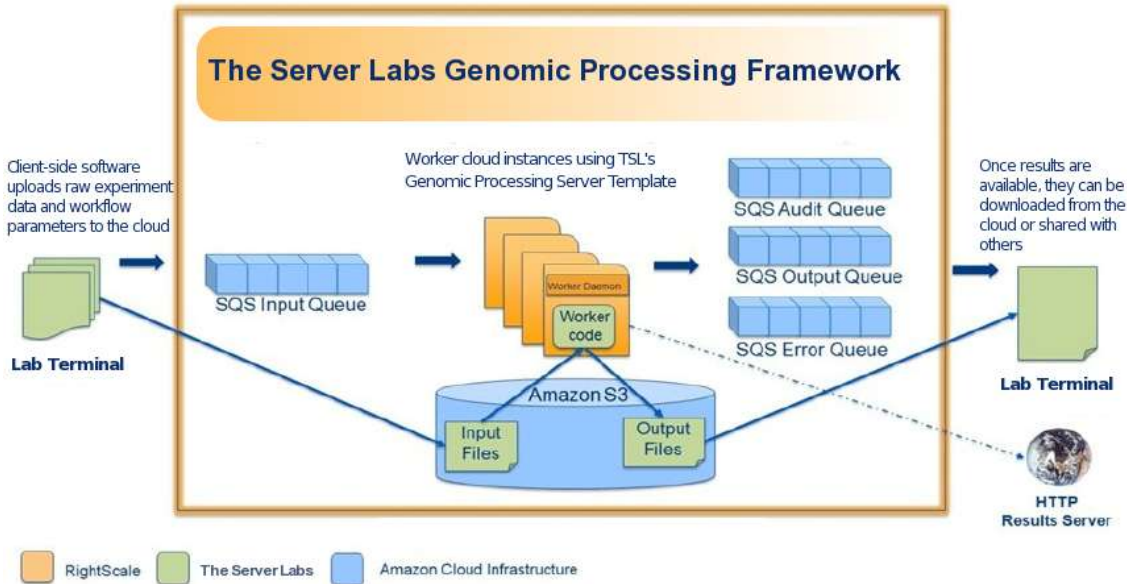 The Server Labs Genomic Processing Framework
Client-side software
uploads raw experiment
data and workflow
parameters to the cloud
Worker cloud instances using TSL's
Genomic Processing Server Template
Once results are
available, they can be
downloaded from the
cloud or shared with
others
SQS Audit Queue
SQS Input Queue
SQS Output Queue
Worker Daemon
Worker
code
SQS Error Queue
Lab Terminal
Lab Terminal
Amazon S3
Input
Files
Output
Files
HTTP
Results Server
RightScale
The Server Labs
Amazon Cloud Infrastructure